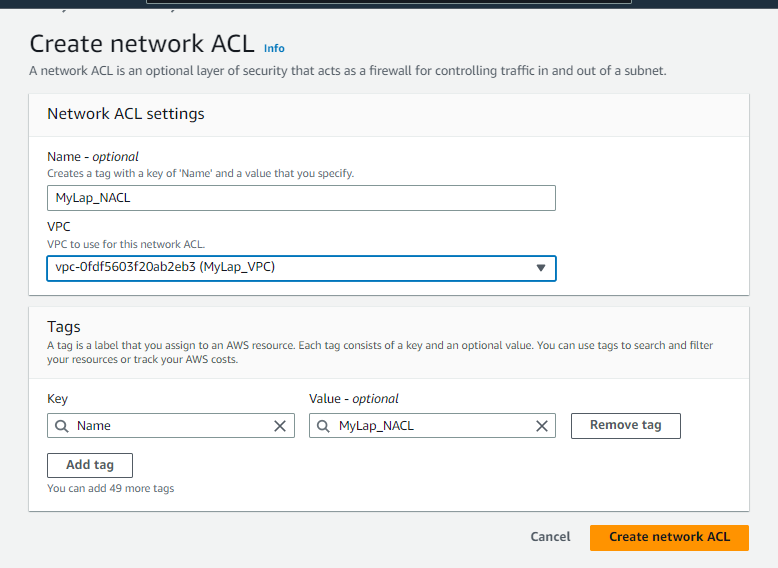 Create network ACL Info
A network ACL is an optional layer of security that acts as a firewall for controlling traffic in and out of a subnet.
Network ACL settings
Name - optional
Creates a tag with a key of 'Name' and a value that you specify.
MyLap_NACL
VPC
VPC to use for this network ACL.
vpc-0fdf5603f20ab2eb3 (MyLap_VPC)
Tags
A tag is a label that you assign to an AWS resource. Each tag consists of a key and an optional value. You can use tags to search and filter
your resources or track your AWS costs.
Key Value - optional
Name MyLap_NACL Remove tag
Add tag
You can add 49 more tags
Cancel Create network ACL